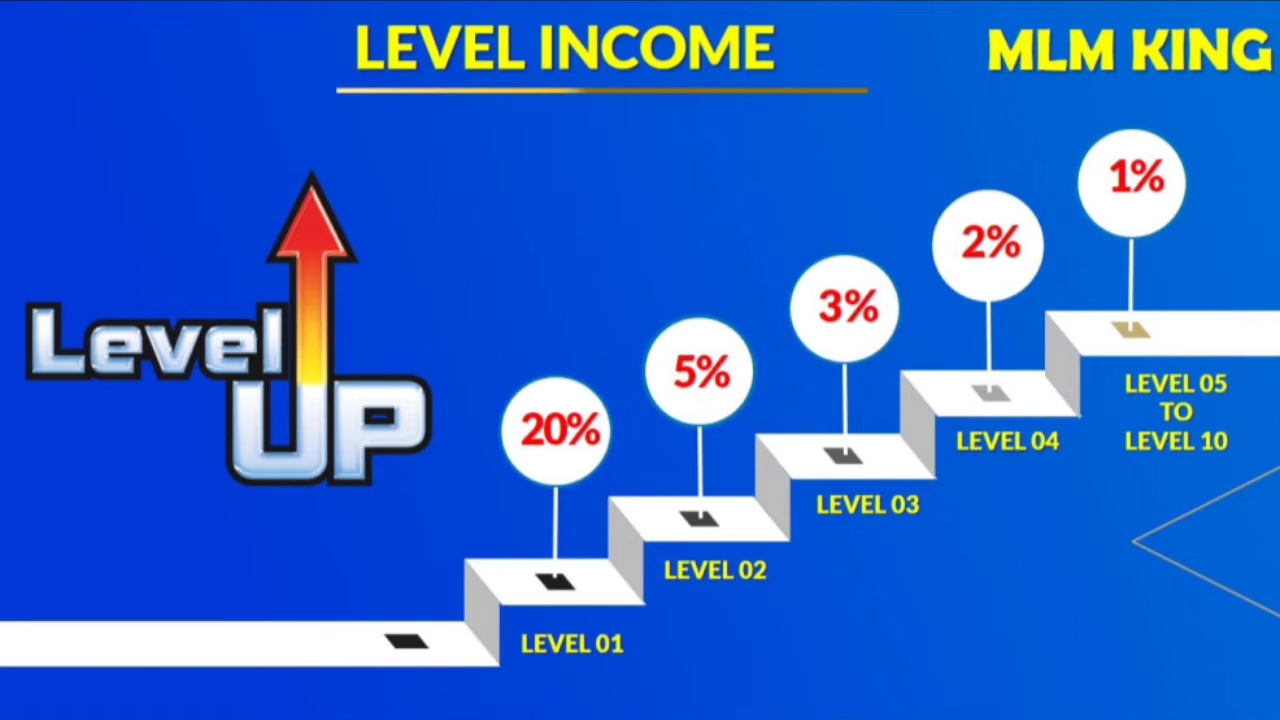 LEVEL INCOME
MLM KING
Level
UP
1%
2%
3%
5%
20%
LEVEL 05
TO
LEVEL 10
LEVEL 04
LEVEL 03
LEVEL 02
LEVEL 01